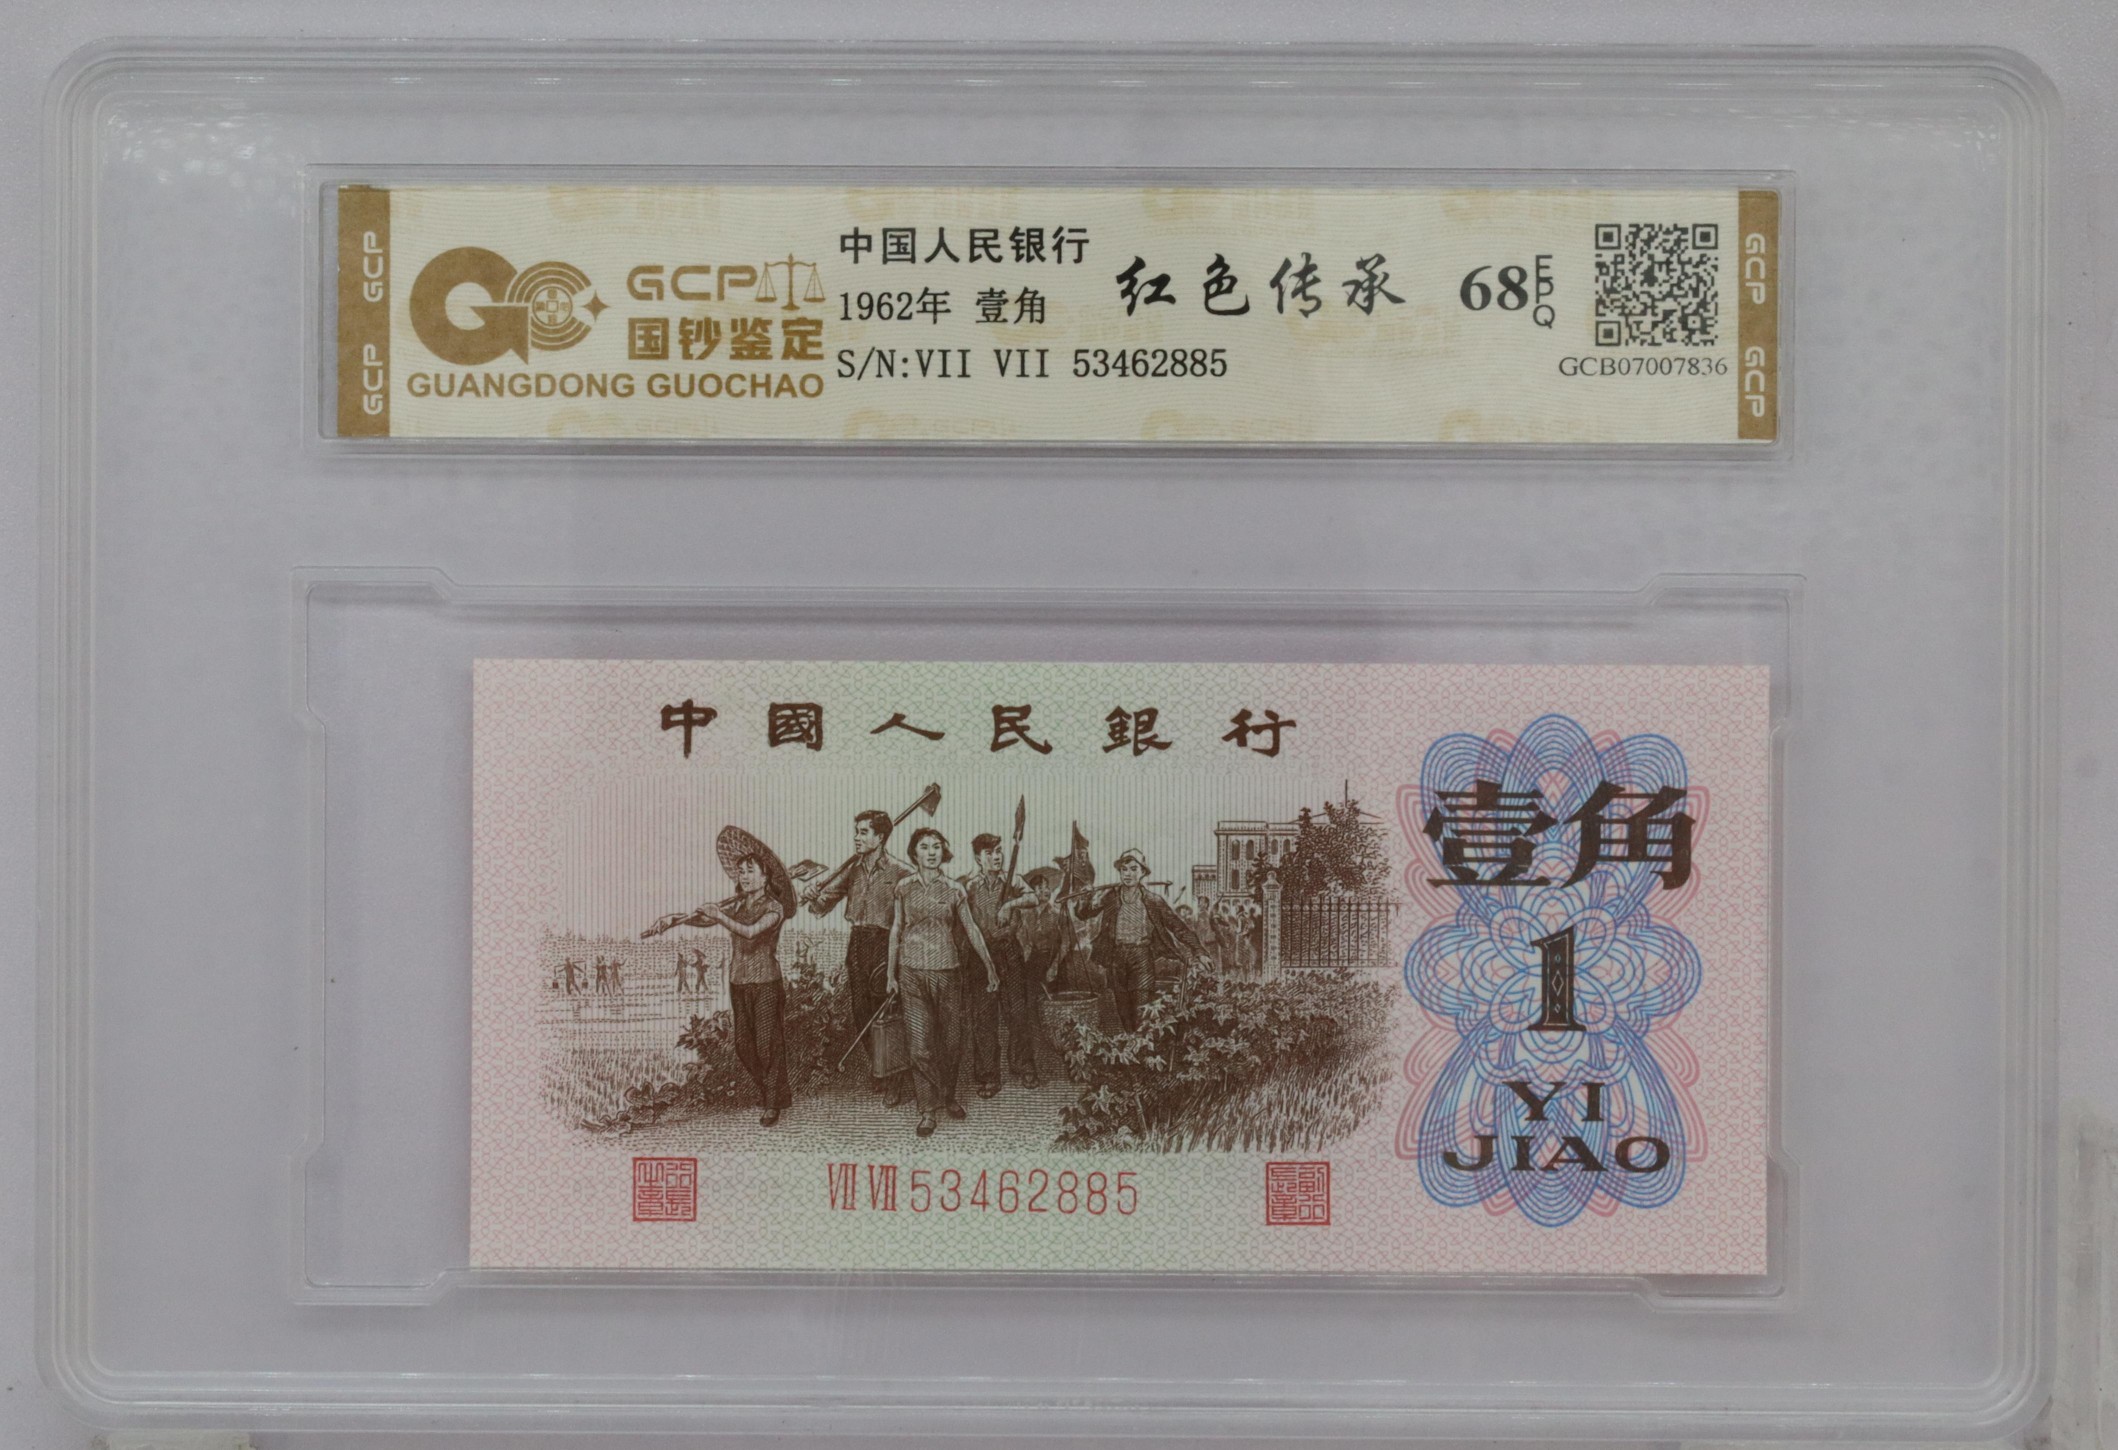 GCP GCP
GCP
国钞鉴定
GUANGDONG GUOCHAO
中国人民银行
1962年 壹角
S/N:VII VII 53462885
红色传承
68 EPQ
GCB07007836
GCP GCP
中國人民銀行
壹角
1
YI
JIAO
VII VII 53462885